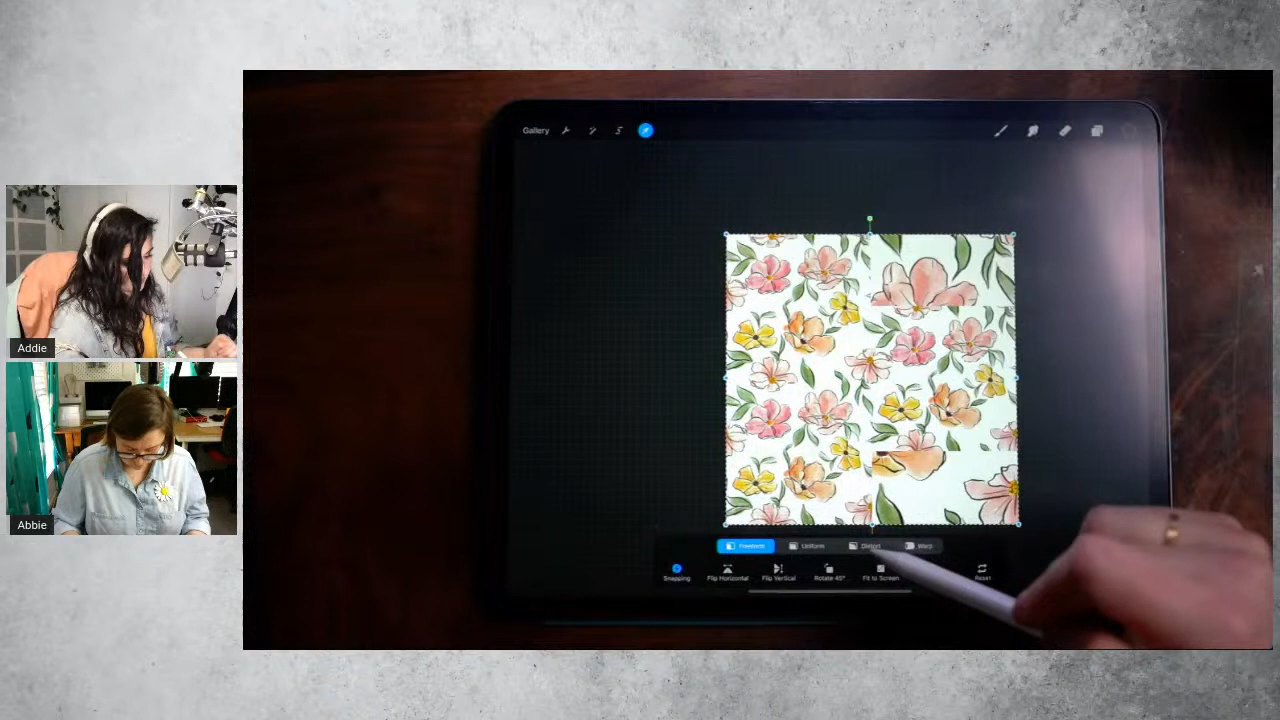 Gallery
Addie
Abbie
Freeform Uniform Distort Warp
Snapping Flip Horizontal Flip Vertical Rotate 45° Fit to Screen Reset